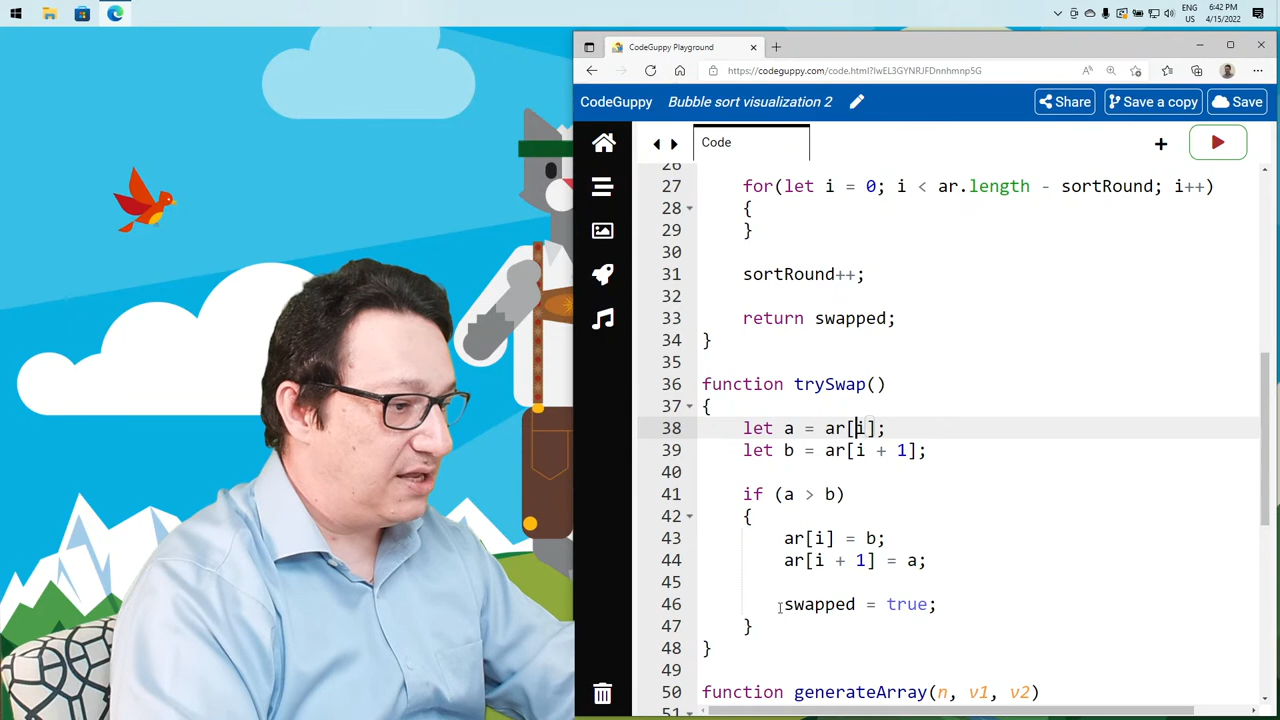 ENG
US
6:42 PM
4/15/2022
CodeGuppy Playground
https://codeguppy.com/code.html?IwEL3GYNRJFDnnhmnp5G
CodeGuppy
Bubble sort visualization 2
Share
Save a copy
Save
Code
26
27 for(let i = 0; i < ar.length - sortRound; i++)
28 {
29 }
30
31 sortRound++;
32
33 return swapped;
34 }
35
36 function trySwap()
37 {
38 let a = ar[i];
39 let b = ar[i + 1];
40
41 if (a > b)
42 {
43 ar[i] = b;
44 ar[i + 1] = a;
45
46 swapped = true;
47 }
48 }
49
50 function generateArray(n, v1, v2)
51